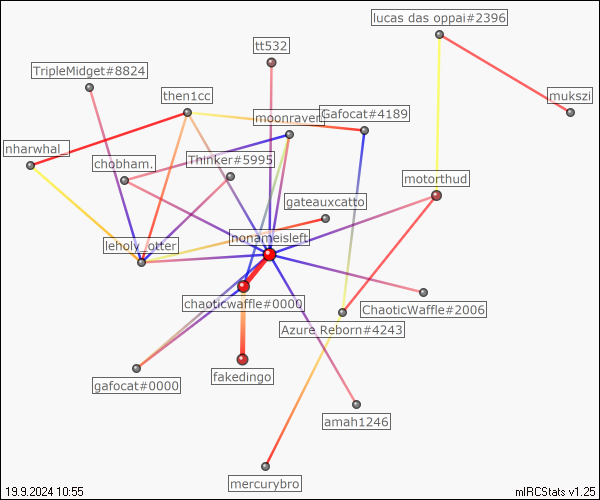 lucas das oppai#2396
tt532
TripleMidget#8824
then1cc
mukszi
moonraven
Gafocat#4189
nharwhal_
chobham.
Thinker#5995
motorthud
gateauxcatto
nonameisleft
leholy_otter
chaoticwaffle#0000
ChaoticWaffle#2006
Azure Reborn#4243
fakedingo
gafocat#0000
amah1246
mercurybro
19.9.2024 10:55
mIRCStats v1.25